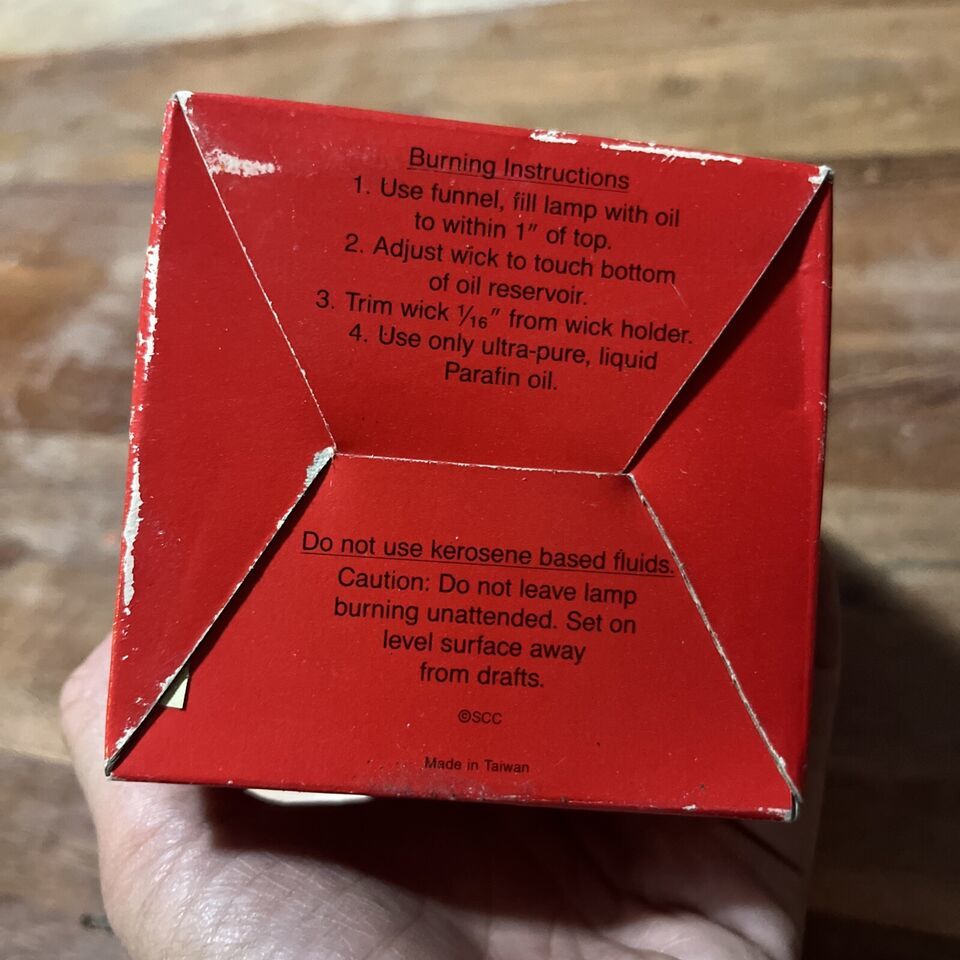 Burning Instructions
1. Use funnel, fill lamp with oil
to within 1" of top.
2. Adjust wick to touch bottom
of oil reservoir.
3. Trim wick 1/16" from wick holder.
4. Use only ultra-pure, liquid
Parafin oil.
Do not use kerosene based fluids.
Caution: Do not leave lamp
burning unattended. Set on
level surface away
from drafts.
©SCC
Made in Taiwan